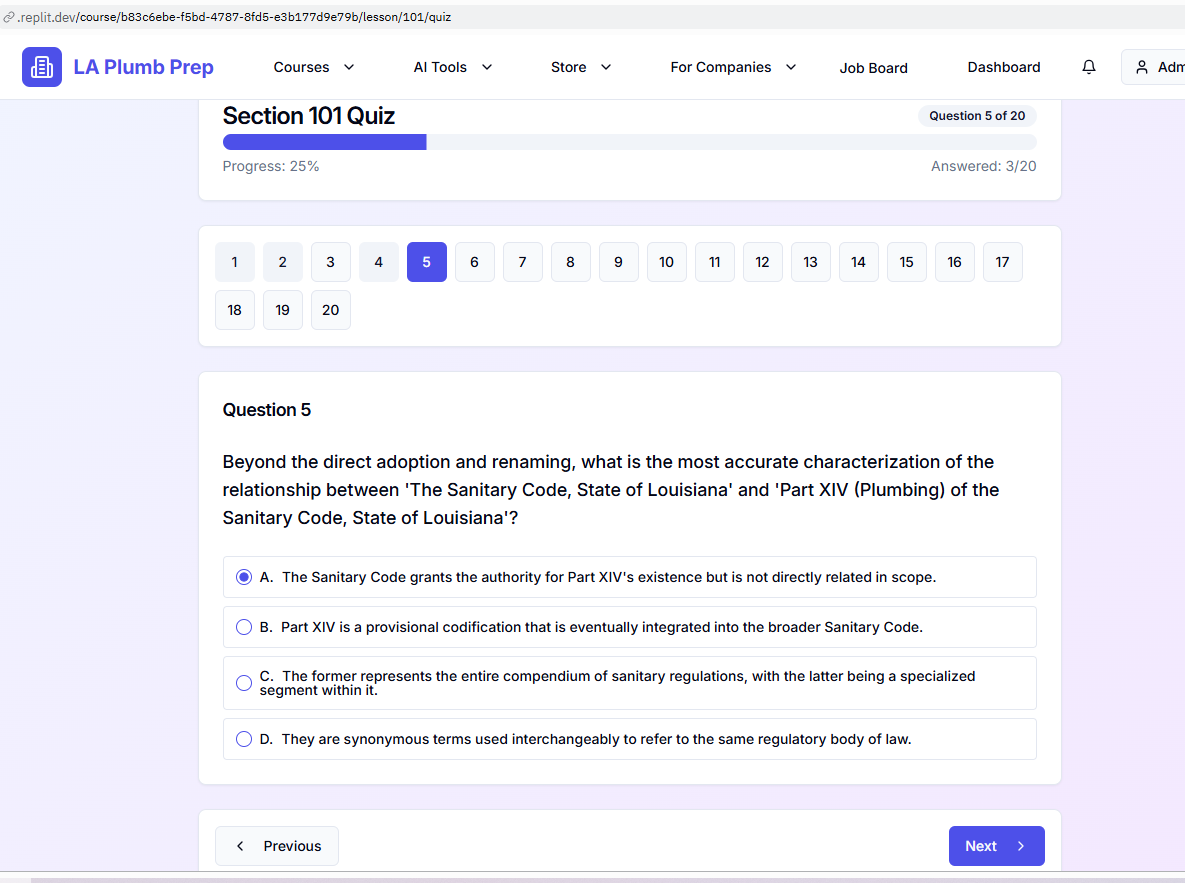 .replit.dev/course/b83c6ebe-f5bd-4787-8fd5-e3b177d9e79b/lesson/101/quiz
LA Plumb Prep
Courses
AI Tools
Store
For Companies
Job Board
Dashboard
Adm
Section 101 Quiz
Question 5 of 20
Progress: 25%
Answered: 3/20
1 2 3 4 5 6 7 8 9 10 11 12 13 14 15 16 17
18 19 20
Question 5
Beyond the direct adoption and renaming, what is the most accurate characterization of the
relationship between 'The Sanitary Code, State of Louisiana' and 'Part XIV (Plumbing) of the
Sanitary Code, State of Louisiana'?
A. The Sanitary Code grants the authority for Part XIV's existence but is not directly related in scope.
B. Part XIV is a provisional codification that is eventually integrated into the broader Sanitary Code.
C. The former represents the entire compendium of sanitary regulations, with the latter being a specialized
segment within it.
D. They are synonymous terms used interchangeably to refer to the same regulatory body of law.
Previous
Next